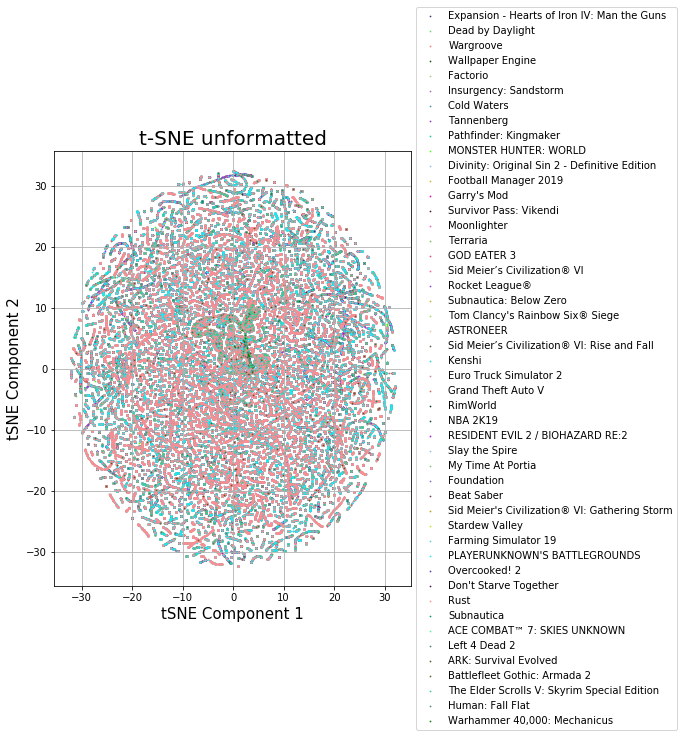 t-SNE unformatted
tSNE Component 2
30
20
10
0
−10
−20
−30
−30
−20
−10
0
10
20
30
tSNE Component 1
Expansion - Hearts of Iron IV: Man the Guns
Dead by Daylight
Wargroove
Wallpaper Engine
Factorio
Insurgency: Sandstorm
Cold Waters
Tannenberg
Pathfinder: Kingmaker
MONSTER HUNTER: WORLD
Divinity: Original Sin 2 - Definitive Edition
Football Manager 2019
Garry's Mod
Survivor Pass: Vikendi
Moonlighter
Terraria
GOD EATER 3
Sid Meier’s Civilization® VI
Rocket League®
Subnautica: Below Zero
Tom Clancy's Rainbow Six® Siege
ASTRONEER
Sid Meier’s Civilization® VI: Rise and Fall
Kenshi
Euro Truck Simulator 2
Grand Theft Auto V
RimWorld
NBA 2K19
RESIDENT EVIL 2 / BIOHAZARD RE:2
Slay the Spire
My Time At Portia
Foundation
Beat Saber
Sid Meier's Civilization® VI: Gathering Storm
Stardew Valley
Farming Simulator 19
PLAYERUNKNOWN'S BATTLEGROUNDS
Overcooked! 2
Don't Starve Together
Rust
Subnautica
ACE COMBAT™ 7: SKIES UNKNOWN
Left 4 Dead 2
ARK: Survival Evolved
Battlefleet Gothic: Armada 2
The Elder Scrolls V: Skyrim Special Edition
Human: Fall Flat
Warhammer 40,000: Mechanicus